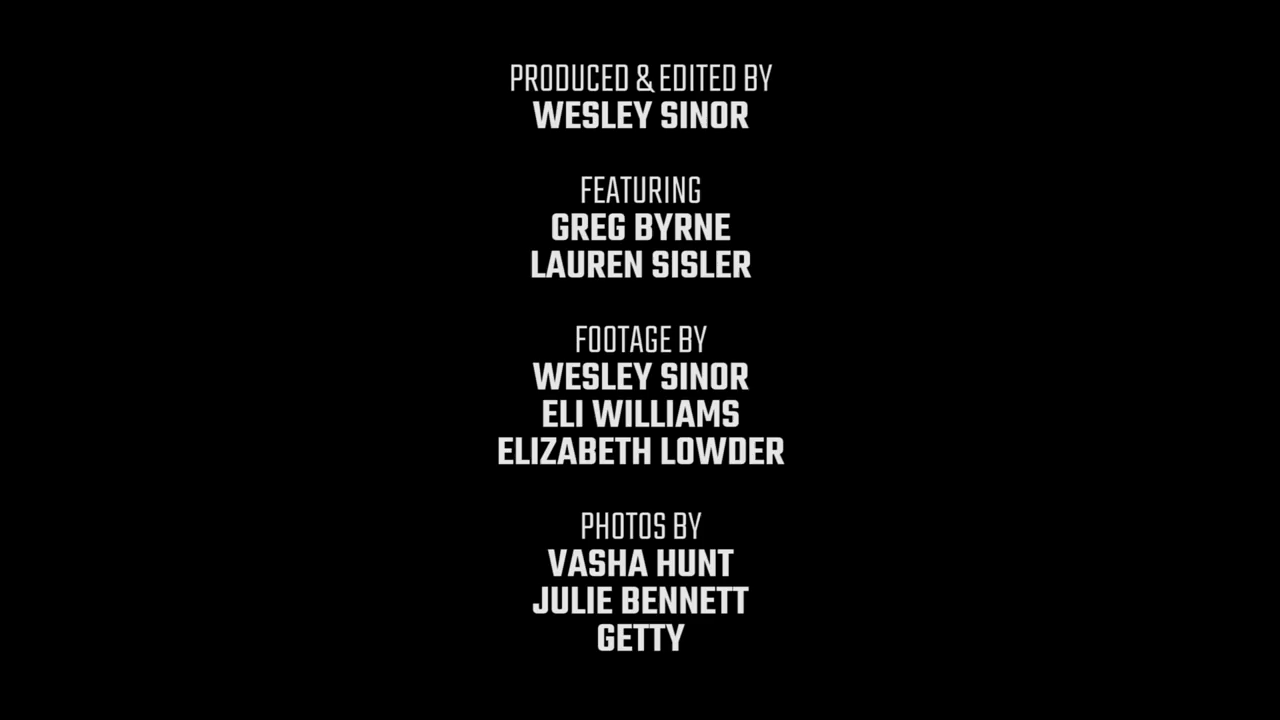 PRODUCED & EDITED BY
WESLEY SINOR
FEATURING
GREG BYRNE
LAUREN SISLER
FOOTAGE BY
WESLEY SINOR
ELI WILLIAMS
ELIZABETH LOWDER
PHOTOS BY
VASHA HUNT
JULIE BENNETT
GETTY